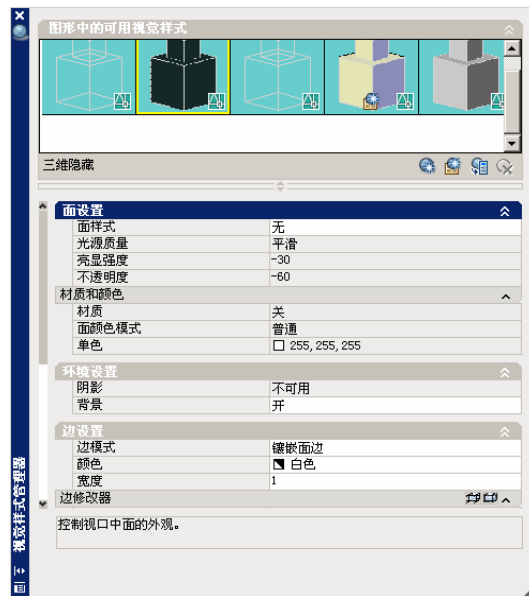 图形中的可用视觉样式
三维隐藏
面设置
面样式 无
光源质量 平滑
亮显强度 -30
不透明度 -60
材质和颜色
材质 关
面颜色模式 普通
单色 255, 255, 255
环境设置
阴影 不可用
背景 开
边设置
边模式 镶嵌面边
颜色 白色
宽度 1
边修改器
控制视口中面的外观。
视觉样式管理器